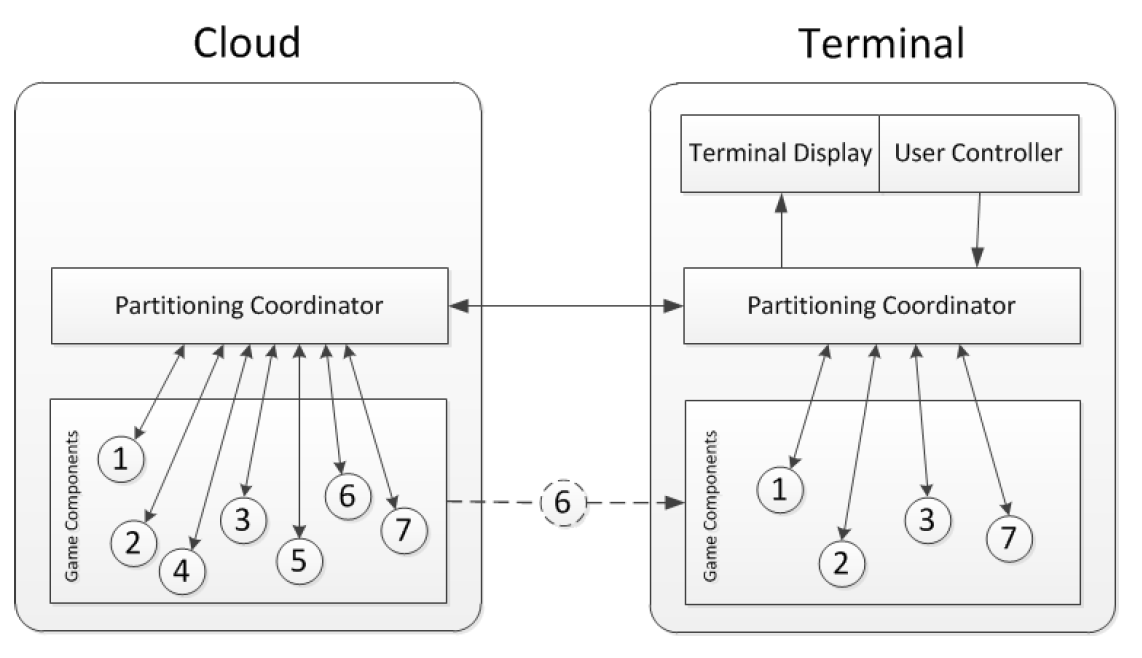 Cloud
Terminal
Terminal Display
User Controller
Partitioning Coordinator
Partitioning Coordinator
Game Components
1
2
4
3
5
6
7
6
Game Components
1
2
3
7